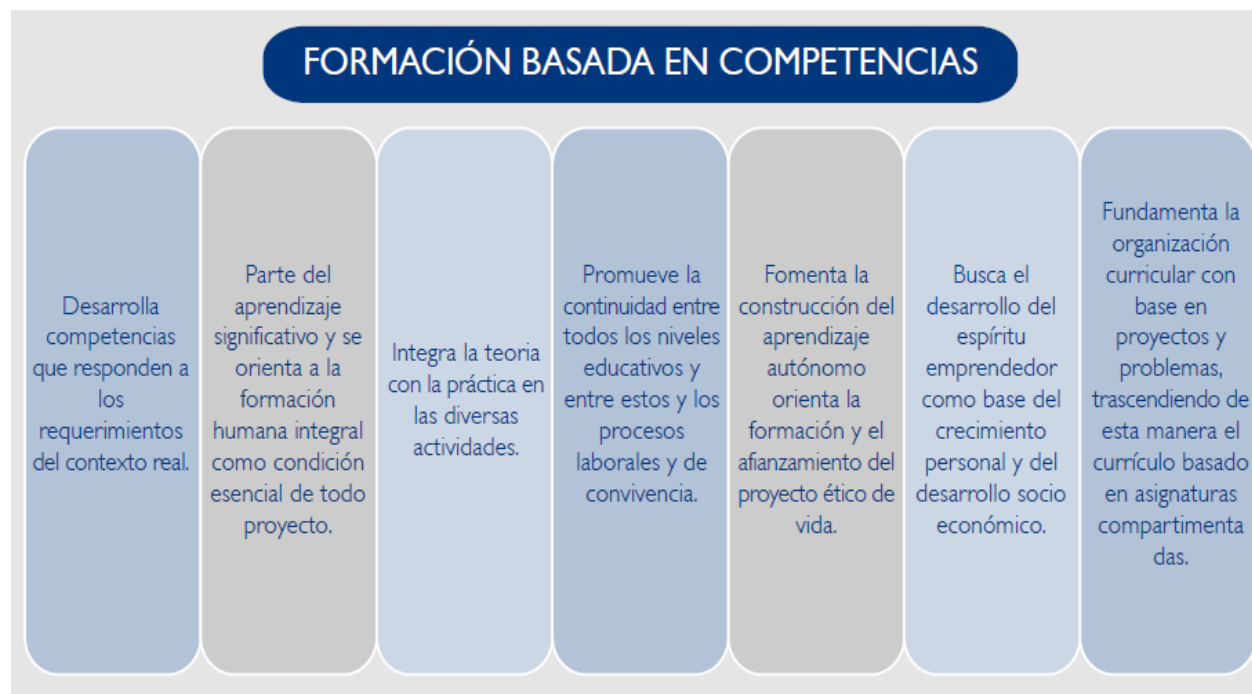 FORMACIÓN BASADA EN COMPETENCIAS
Desarrolla
competencias
que responden a
los
requerimientos
del contexto real.
Parte del
aprendizaje
significativo y se
orienta a la
formación
humana integral
como condición
esencial de todo
proyecto.
Integra la teoria
con la práctica en
las diversas
actividades.
Promueve la
continuidad entre
todos los niveles
educativos y
entre estos y los
procesos
laborales y de
convivencia.
Fomenta la
construcción del
aprendizaje
autónomo
orienta la
formación y el
afianzamiento del
proyecto ético de
vida.
Busca el
desarrollo del
espíritu
emprendedor
como base del
crecimiento
personal y del
desarrollo socio
económico.
Fundamenta la
organización
curricular con
base en
proyectos y
problemas,
trascendiendo de
esta manera el
currículo basado
en asignaturas
compartimenta
das.